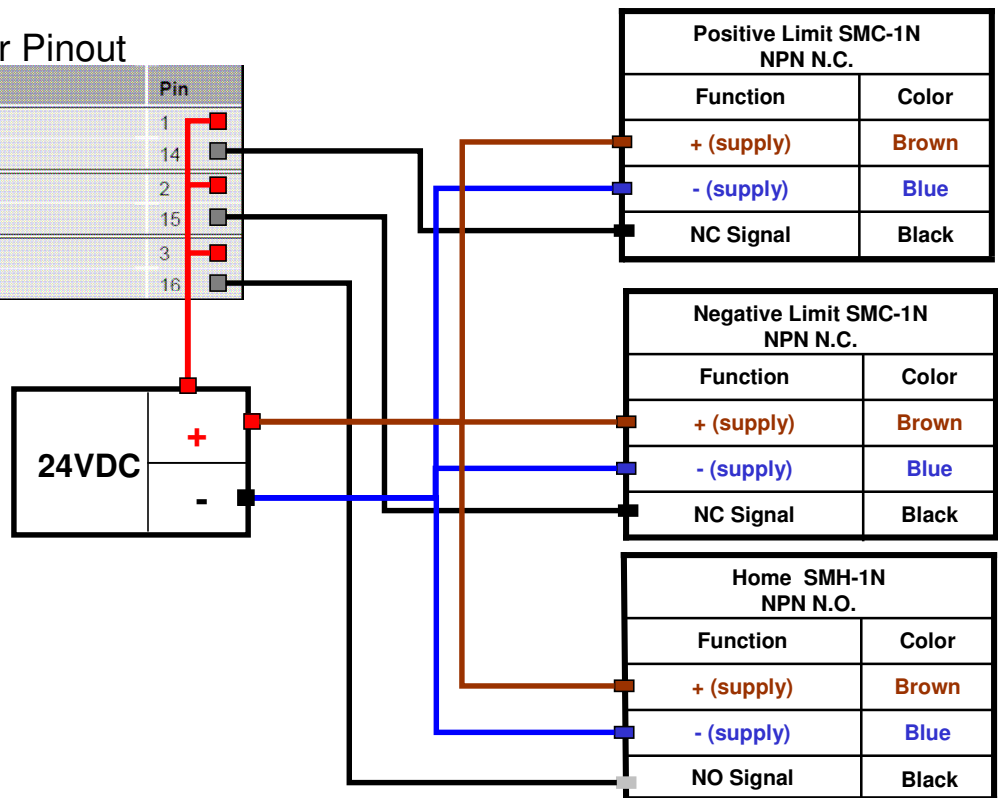 r Pinout
Pin
1
14
2
15
3
16
24VDC
+
-
Positive Limit SMC-1N
NPN N.C.
Function Color
+ (supply) Brown
- (supply) Blue
NC Signal Black
Negative Limit SMC-1N
NPN N.C.
Function Color
+ (supply) Brown
- (supply) Blue
NC Signal Black
Home SMH-1N
NPN N.O.
Function Color
+ (supply) Brown
- (supply) Blue
NO Signal Black